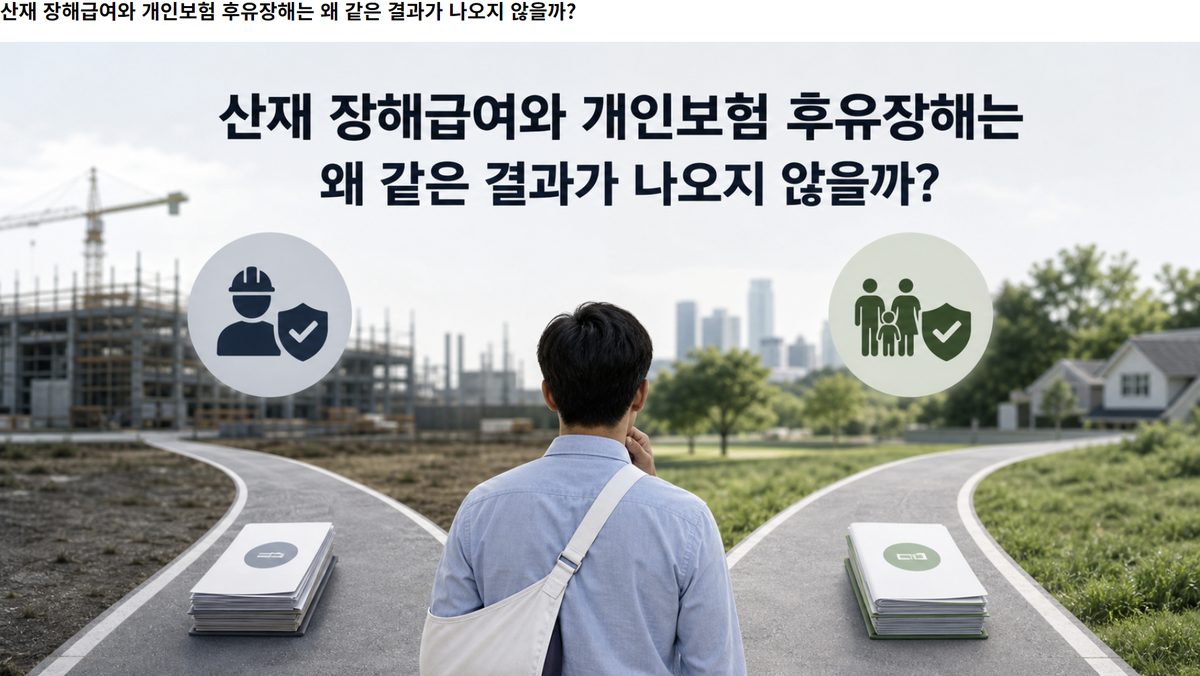 산재 장해급여와 개인보험 후유장해는 왜 같은 결과가 나오지 않을까?
산재 장해급여와 개인보험 후유장해는
왜 같은 결과가 나오지 않을까?